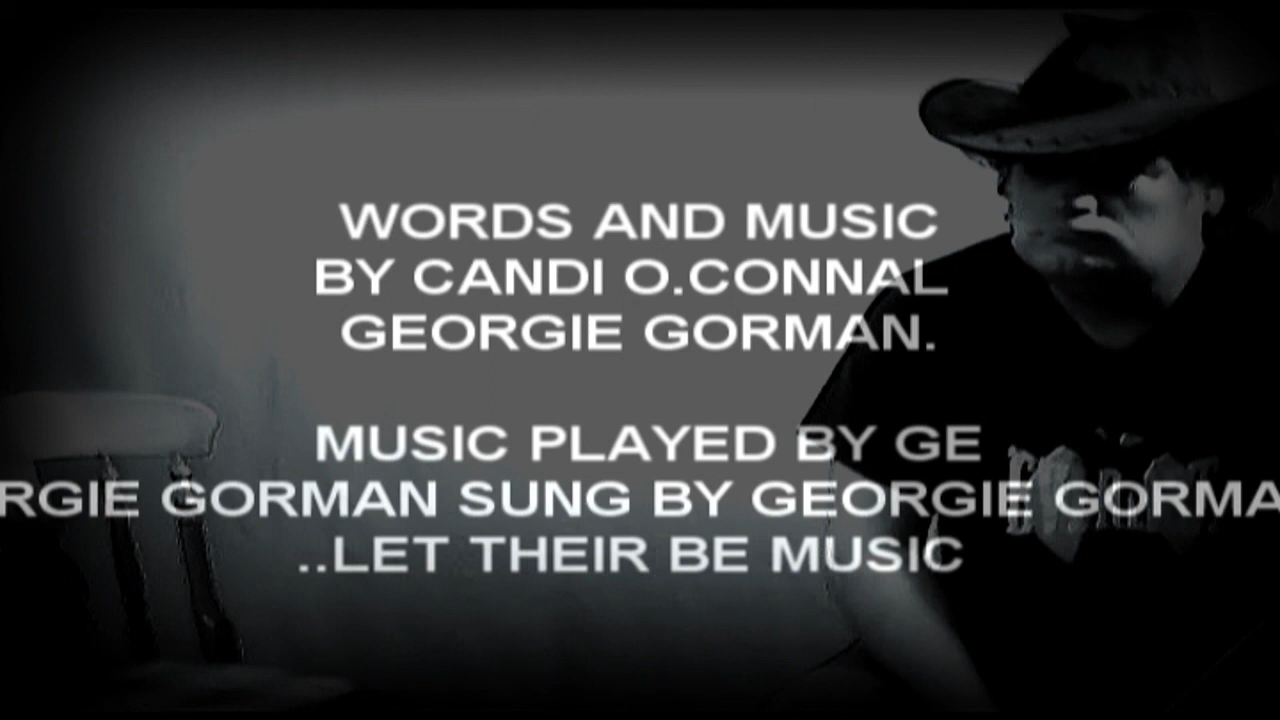 WORDS AND MUSIC
BY CANDI O.CONNAL
GEORGIE GORMAN.
MUSIC PLAYED BY GE
RGIE GORMAN SUNG BY GEORGIE GORMA
..LET THEIR BE MUSIC